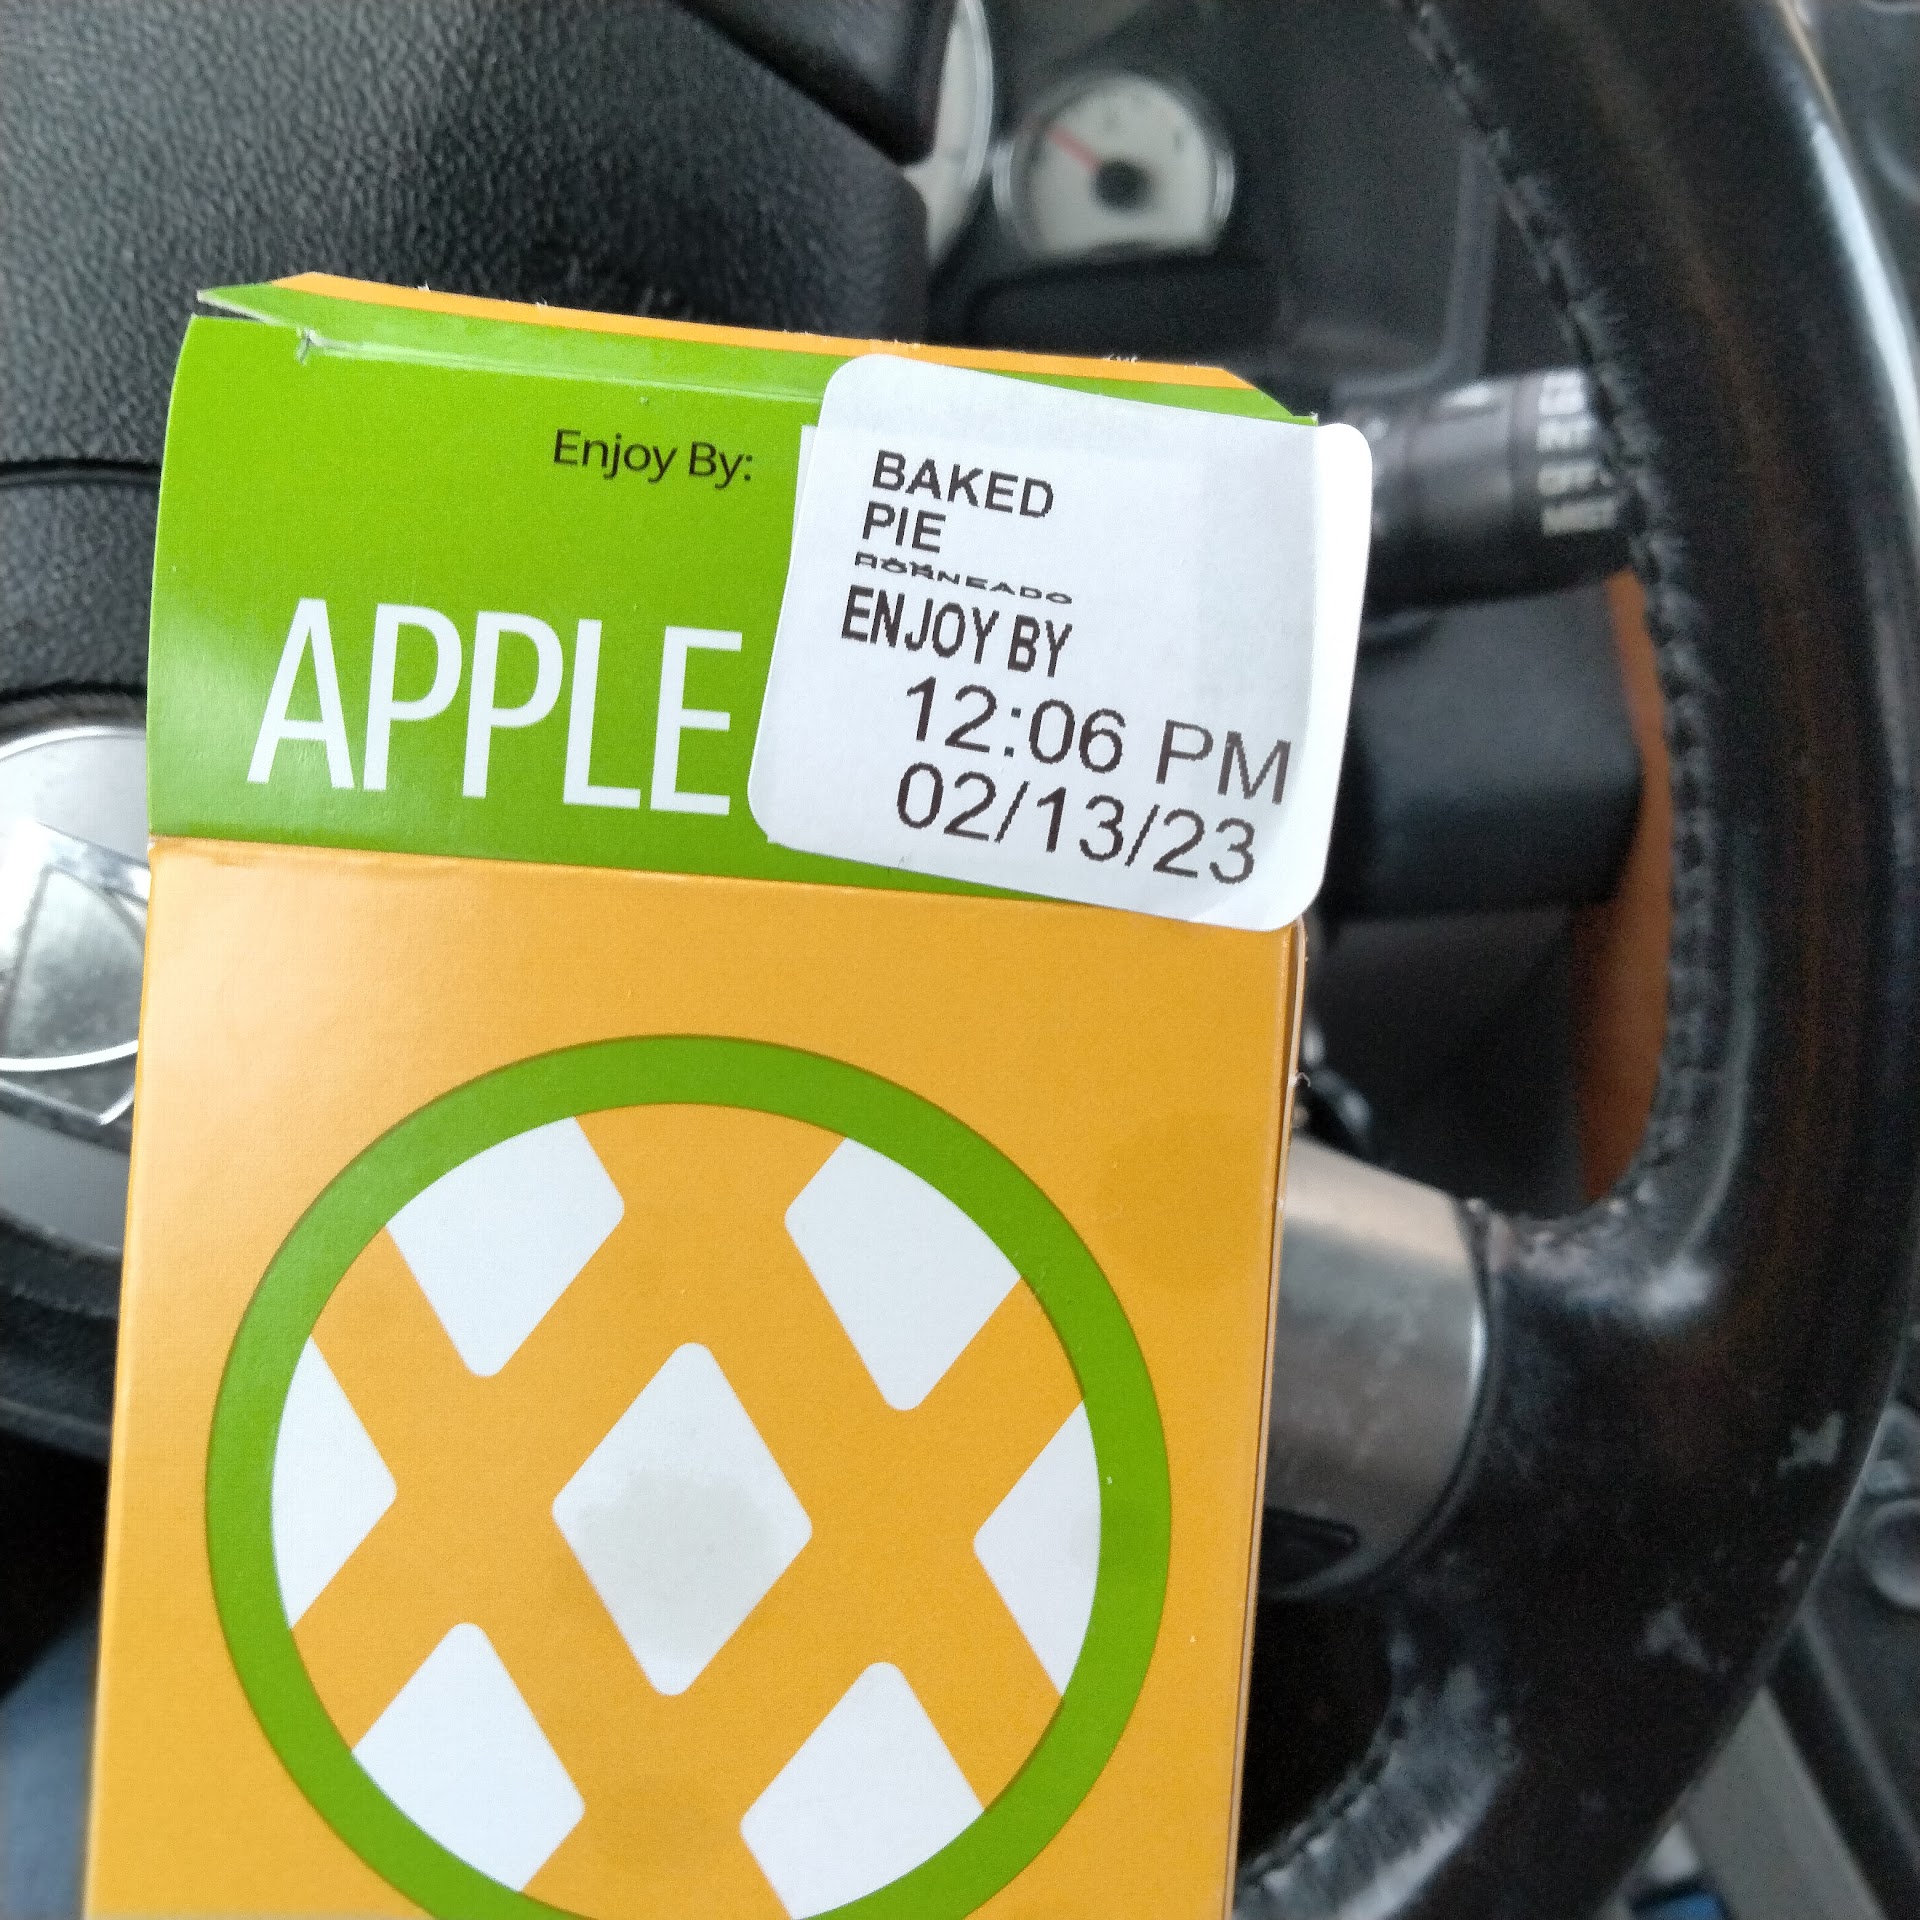 Enjoy By:
APPLE
BAKED
PIE
HORNEADO
ENJOY BY
12:06 PM
02/13/23